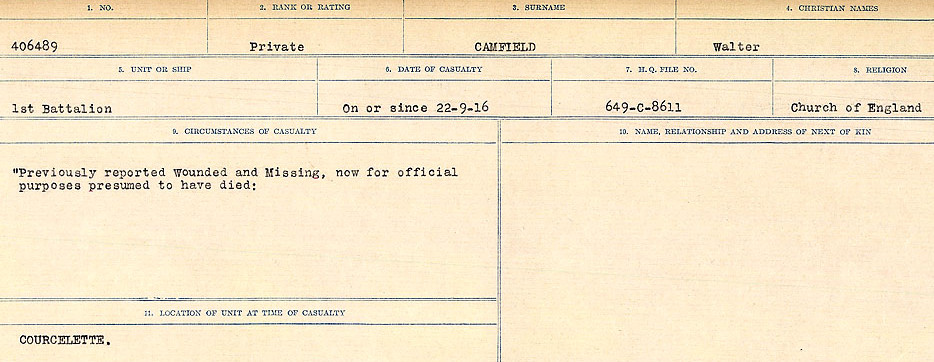 1. NO. 2. RANK OR RATING 3. SURNAME 4. CHRISTIAN NAMES
406489 Private CAMFIELD Walter
5. UNIT OR SHIP 6. DATE OF CASUALTY 7. H.Q. FILE NO. 8. RELIGION
1st Battalion On or since 22-9-16 649-C-8611 Church of England
9. CIRCUMSTANCES OF CASUALTY 10. NAME, RELATIONSHIP AND ADDRESS OF NEXT OF KIN
"Previously reported Wounded and Missing, now for official
purposes presumed to have died:
11. LOCATION OF UNIT AT TIME OF CASUALTY
COURCELETTE.